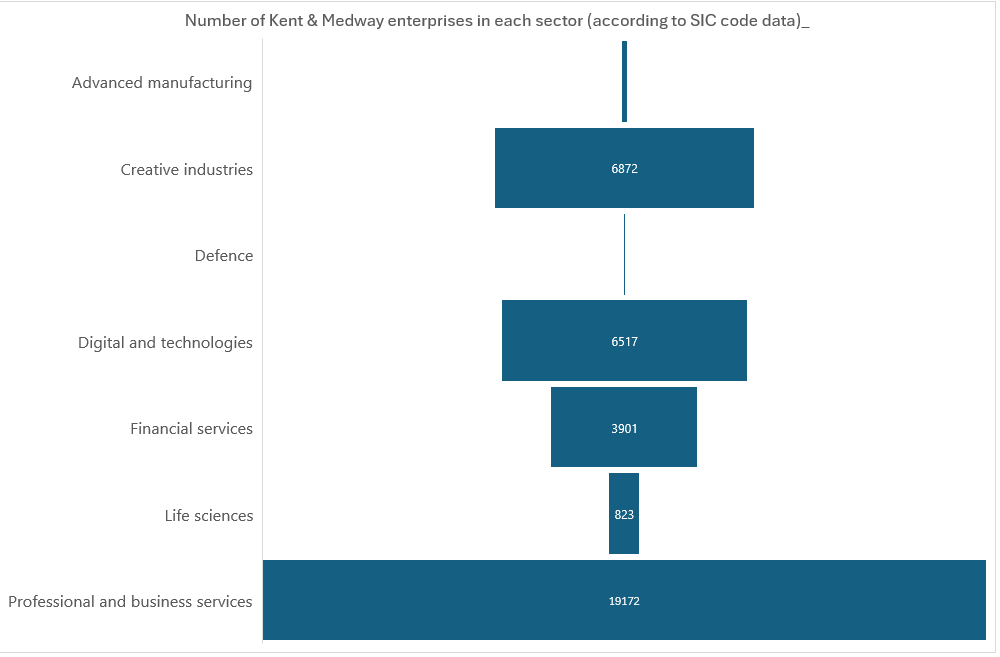 Number of Kent & Medway enterprises in each sector (according to SIC code data)_
Advanced manufacturing
Creative industries
6872
Defence
Digital and technologies
6517
Financial services
3901
Life sciences
823
Professional and business services
19172